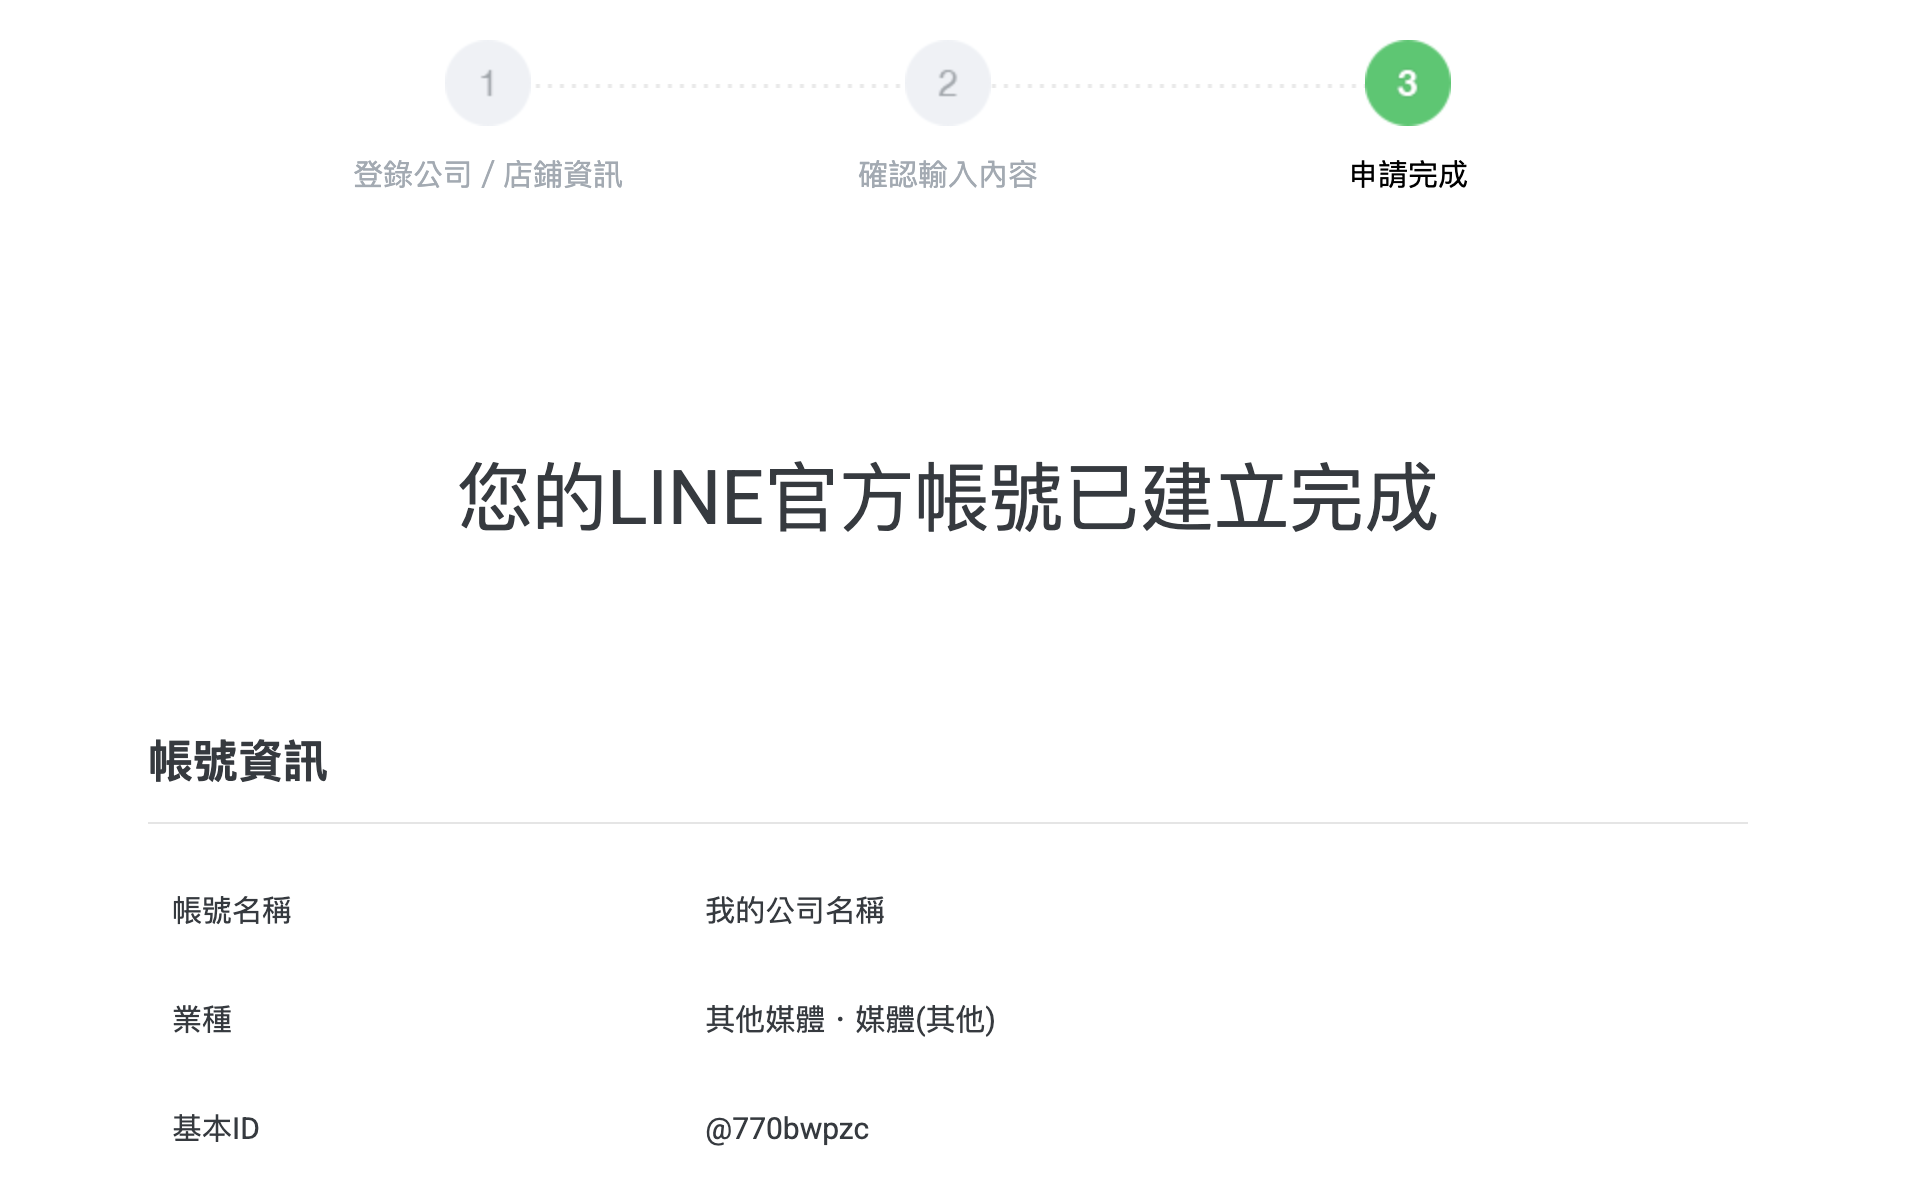 1
2
3
登錄公司 / 店鋪資訊
確認輸入內容
申請完成
您的LINE官方帳號已建立完成
帳號資訊
帳號名稱
我的公司名稱
業種
其他媒體・媒體(其他)
基本ID
@770bwpzc